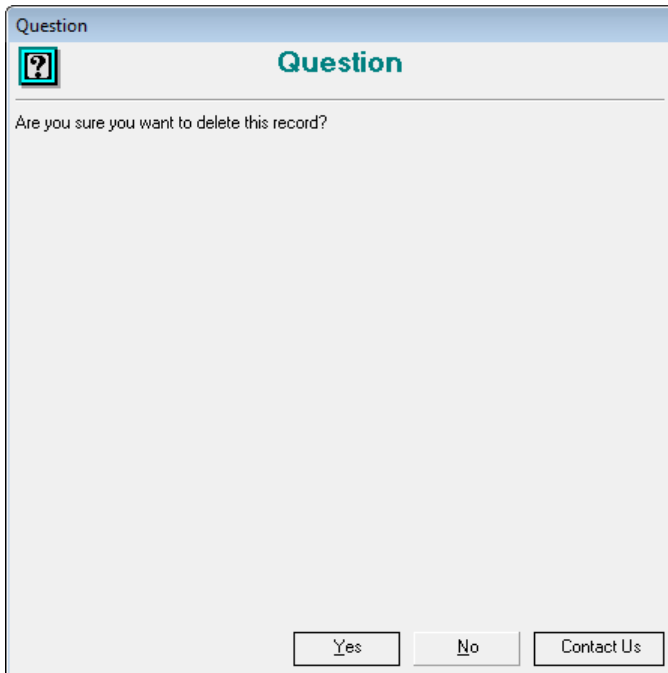 Question
Question
Are you sure you want to delete this record?
Yes No Contact Us